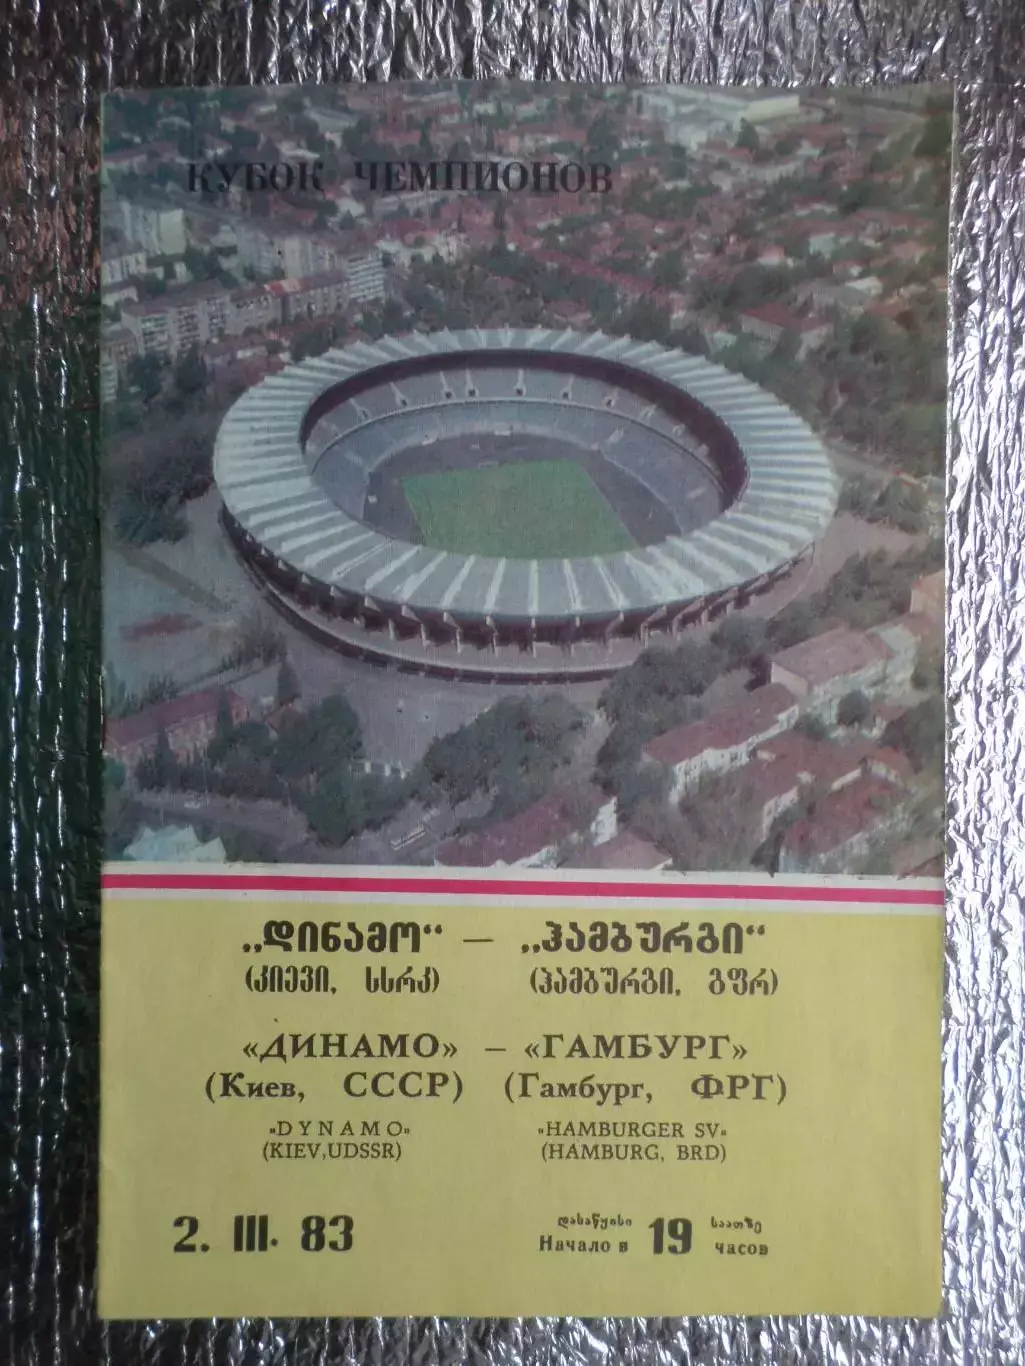 КУБОК ЧЕМПИОНОВ
„ᲓᲘᲜᲐᲛᲝ“ — „ᲰᲐᲛᲑᲣᲠᲒᲘ“
(ᲙᲘᲔᲕᲘ, ᲡᲡᲠᲙ) (ᲰᲐᲛᲑᲣᲠᲒᲘ, ᲒᲤᲠ)
«ДИНАМО» – «ГАМБУРГ»
(Киев, СССР) (Гамбург, ФРГ)
"DYNAMO" "HAMBURGER SV"
(KIEV,UDSSR) (HAMBURG, BRD)
2. III. 83
დასაწყისი 19 საათზე
Начало в часов